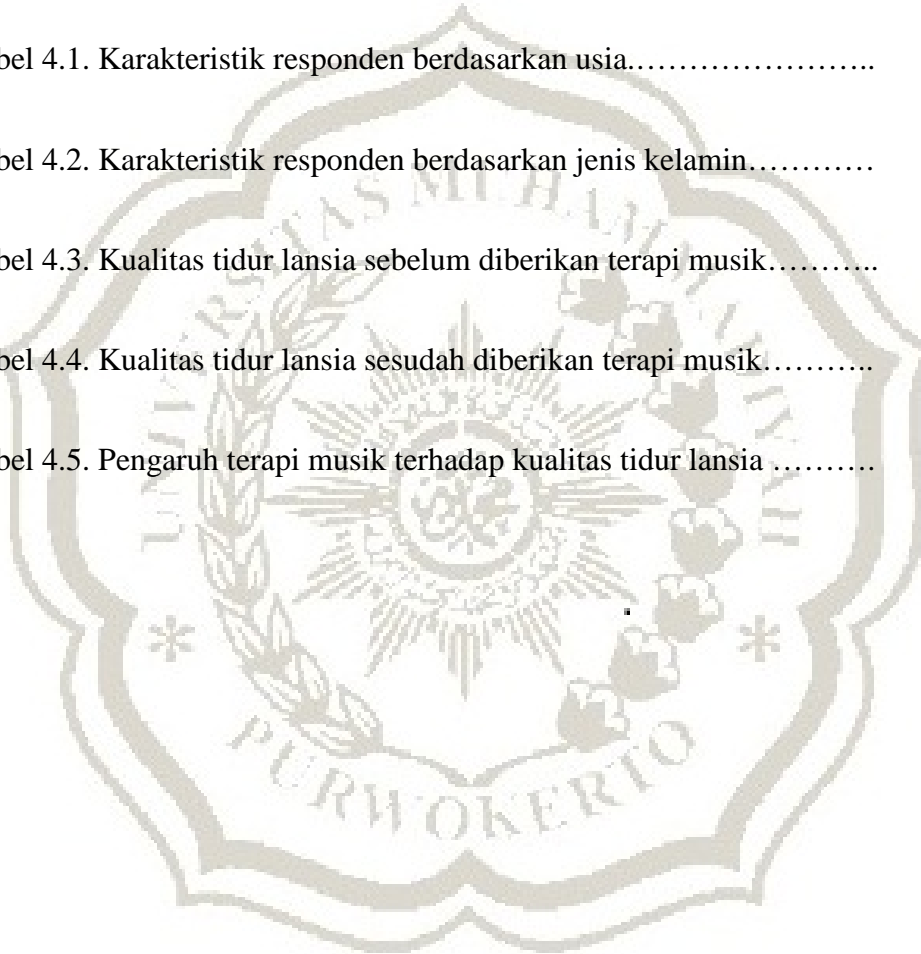 bel 4.1. Karakteristik responden berdasarkan usia.…………………..
bel 4.2. Karakteristik responden berdasarkan jenis kelamin…………
bel 4.3. Kualitas tidur lansia sebelum diberikan terapi musik………..
bel 4.4. Kualitas tidur lansia sesudah diberikan terapi musik………..
bel 4.5. Pengaruh terapi musik terhadap kualitas tidur lansia ……….
UNIVERSITAS MUHAMMADIYAH
PURWOKERTO